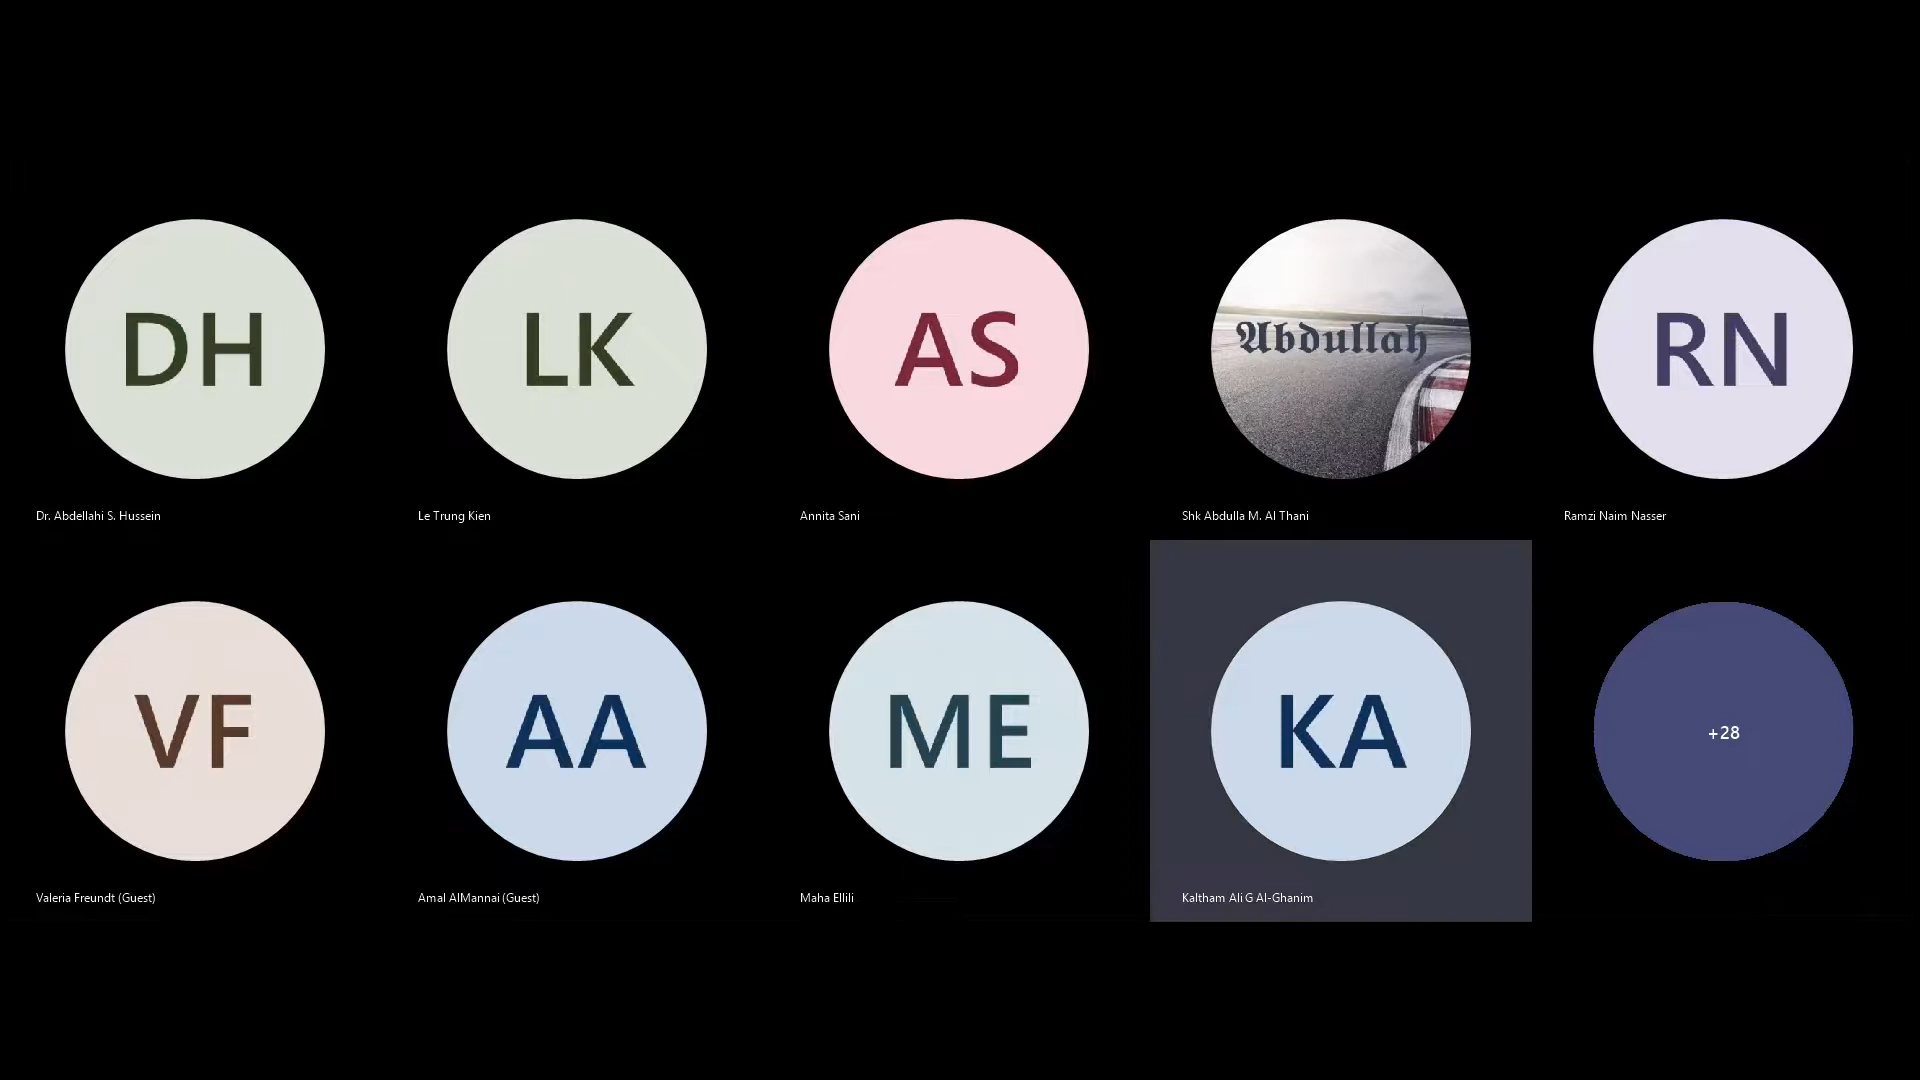 DH
LK
AS
Abdullah
RN
Dr. Abdellahi S. Hussein
Le Trung Kien
Annita Sani
Shk Abdulla M. Al Thani
Ramzi Naim Nasser
VF
AA
ME
KA
+28
Valeria Freundt (Guest)
Amal AlMannai (Guest)
Maha Ellili
Kaltham Ali G Al-Ghanim